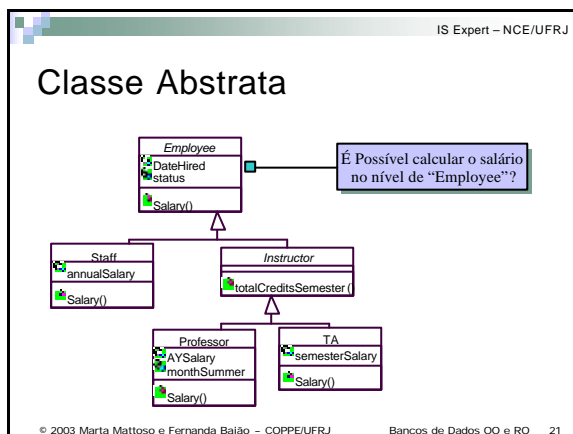 IS Expert – NCE/UFRJ
Classe Abstrata
Employee
DateHired
status
Salary()
É Possível calcular o salário
no nível de “Employee”?
Staff
annualSalary
Salary()
Instructor
totalCreditsSemester()
Professor
AYSalary
monthSummer
Salary()
TA
semesterSalary
Salary()
© 2003 Marta Mattoso e Fernanda Baião – COPPE/UFRJ
Bancos de Dados OO e RO 21